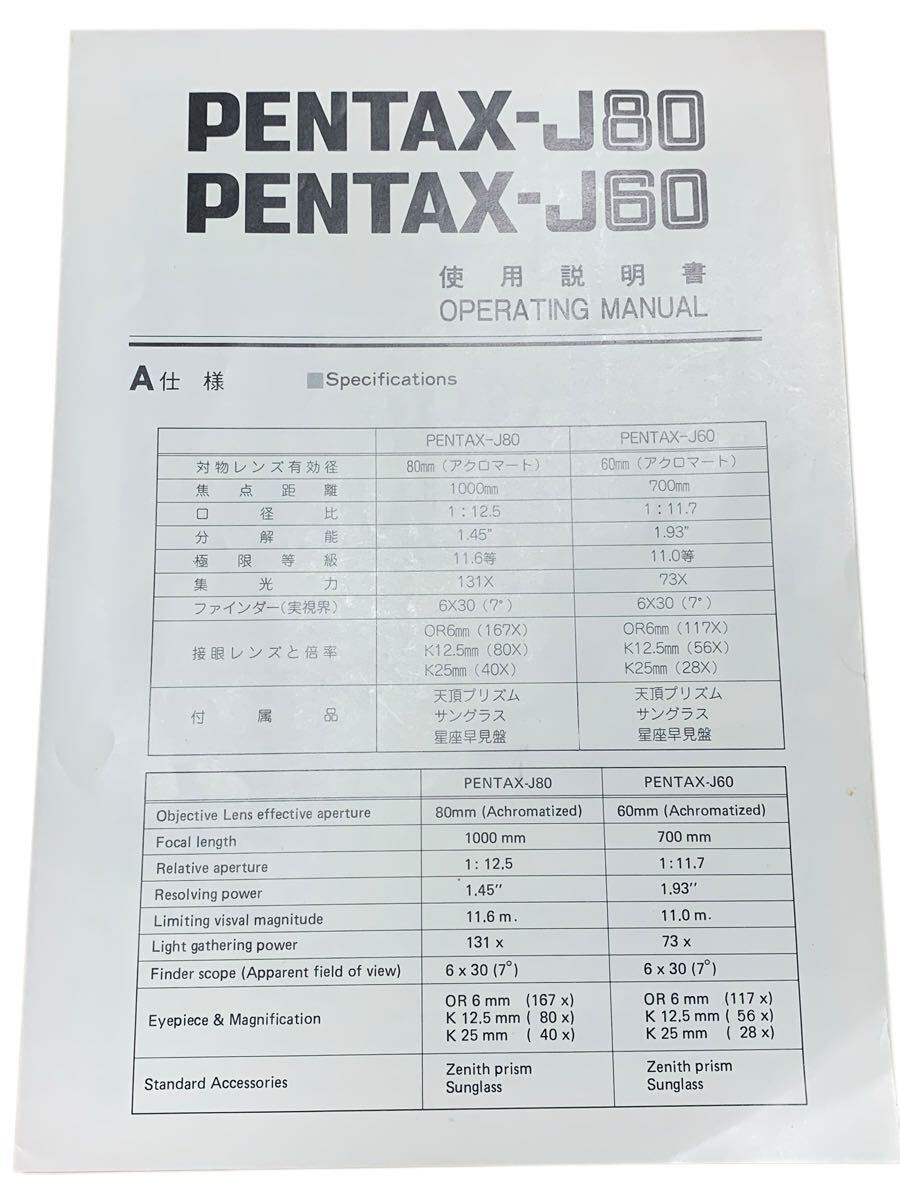 PENTAX-J80
PENTAX-J60
使用説明書
OPERATING MANUAL
A仕様 ■Specifications
PENTAX-J80 PENTAX-J60
対物レンズ有効径 80㎜（アクロマート） 60㎜（アクロマート）
焦点距離 1000㎜ 700㎜
口径比 1：12.5 1：11.7
分解能 1.45" 1.93"
極限等級 11.6等 11.0等
集光力 131X 73X
ファインダー（実視界） 6X30（7°） 6X30（7°）
接眼レンズと倍率 OR6㎜（167X） OR6㎜（117X）
K12.5㎜（80X） K12.5㎜（56X）
K25㎜（40X） K25㎜（28X）
付属品 天頂プリズム 天頂プリズム
サングラス サングラス
星座早見盤 星座早見盤
PENTAX-J80 PENTAX-J60
Objective Lens effective aperture 80mm (Achromatized) 60mm (Achromatized)
Focal length 1000 mm 700 mm
Relative aperture 1: 12.5 1:11.7
Resolving power 1.45'' 1.93''
Limiting visval magnitude 11.6 m. 11.0 m.
Light gathering power 131 x 73 x
Finder scope (Apparent field of view) 6 x 30 (7°) 6 x 30 (7°)
Eyepiece & Magnification OR 6 mm (167 x) OR 6 mm (117 x)
K 12.5 mm ( 80 x) K 12.5 mm ( 56 x)
K 25 mm ( 40 x) K 25 mm ( 28 x)
Standard Accessories Zenith prism Zenith prism
Sunglass Sunglass